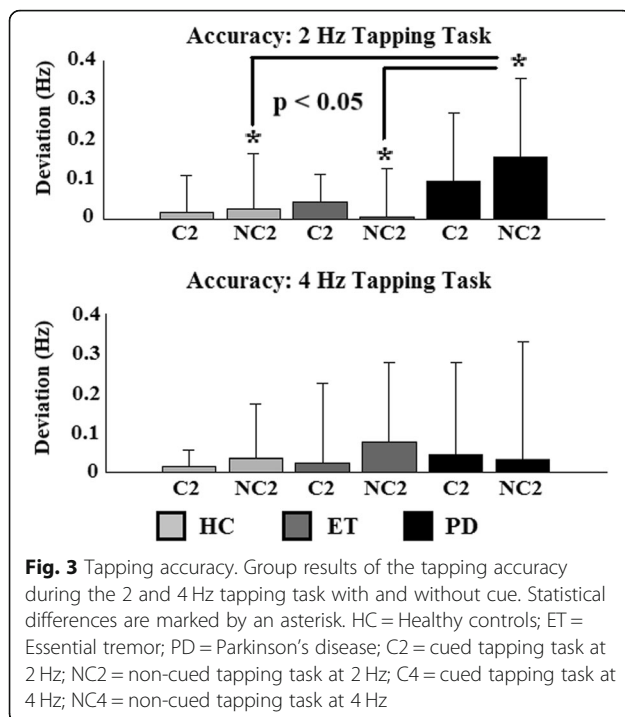 Accuracy: 2 Hz Tapping Task
0.4
0.3
0.2
0.1
0
Deviation (Hz)
*
*
*
p < 0.05
C2 NC2 C2 NC2 C2 NC2
Accuracy: 4 Hz Tapping Task
0.4
0.3
0.2
0.1
0
Deviation (Hz)
C2 NC2 C2 NC2 C2 NC2
HC ET PD
Fig. 3 Tapping accuracy. Group results of the tapping accuracy
during the 2 and 4 Hz tapping task with and without cue. Statistical
differences are marked by an asterisk. HC = Healthy controls; ET =
Essential tremor; PD = Parkinson's disease; C2 = cued tapping task at
2 Hz; NC2 = non-cued tapping task at 2 Hz; C4 = cued tapping task at
4 Hz; NC4 = non-cued tapping task at 4 Hz